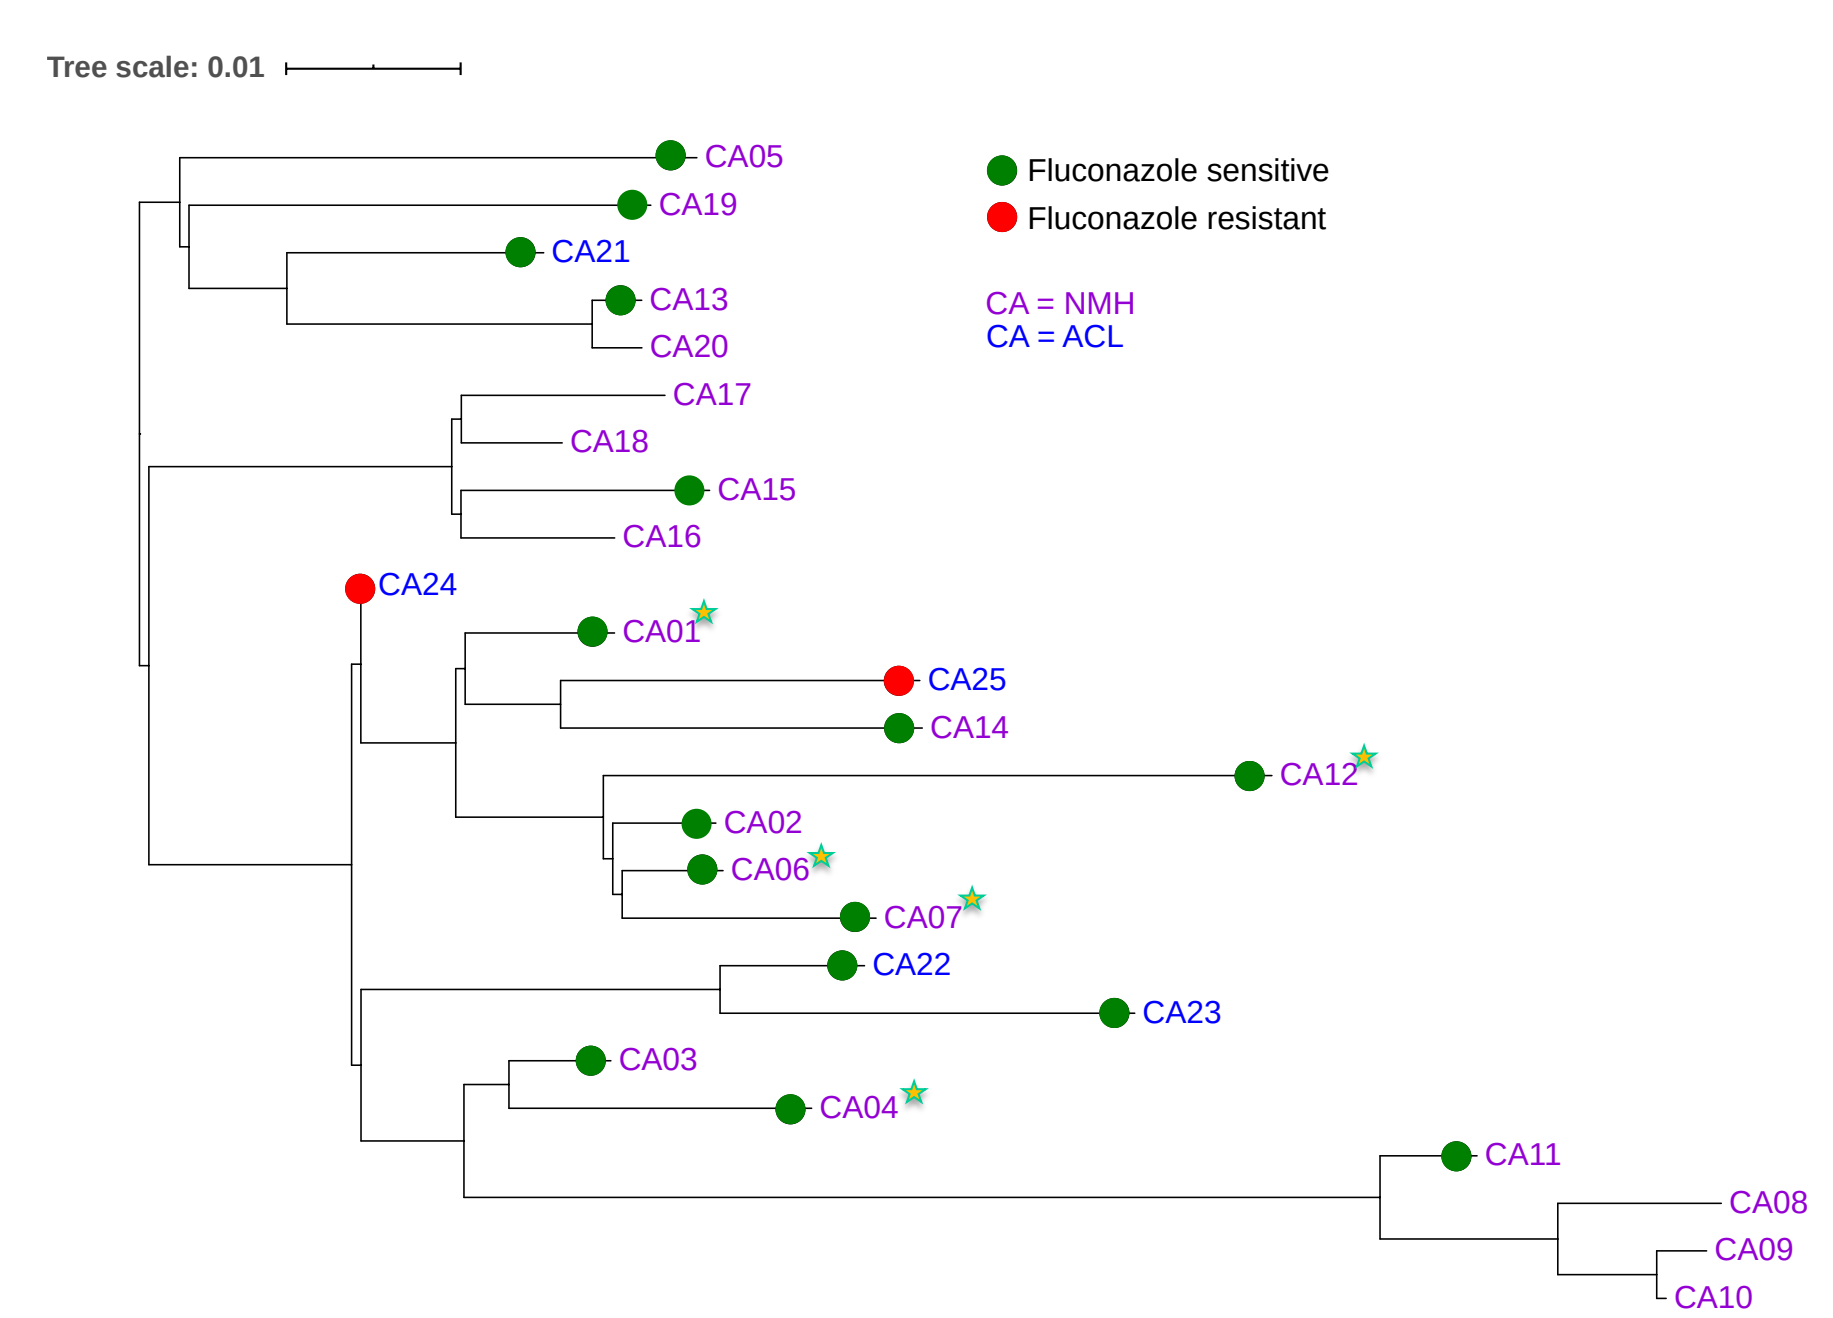 Tree scale: 0.01
CA05
Fluconazole sensitive
CA19
Fluconazole resistant
CA21
CA13
CA = NMH
CA = ACL
CA20
CA17
CA18
CA15
CA16
CA24
CA01
CA25
CA14
CA12
CA02
CA06
CA07
CA22
CA23
CA03
CA04
CA11
CA08
CA09
CA10